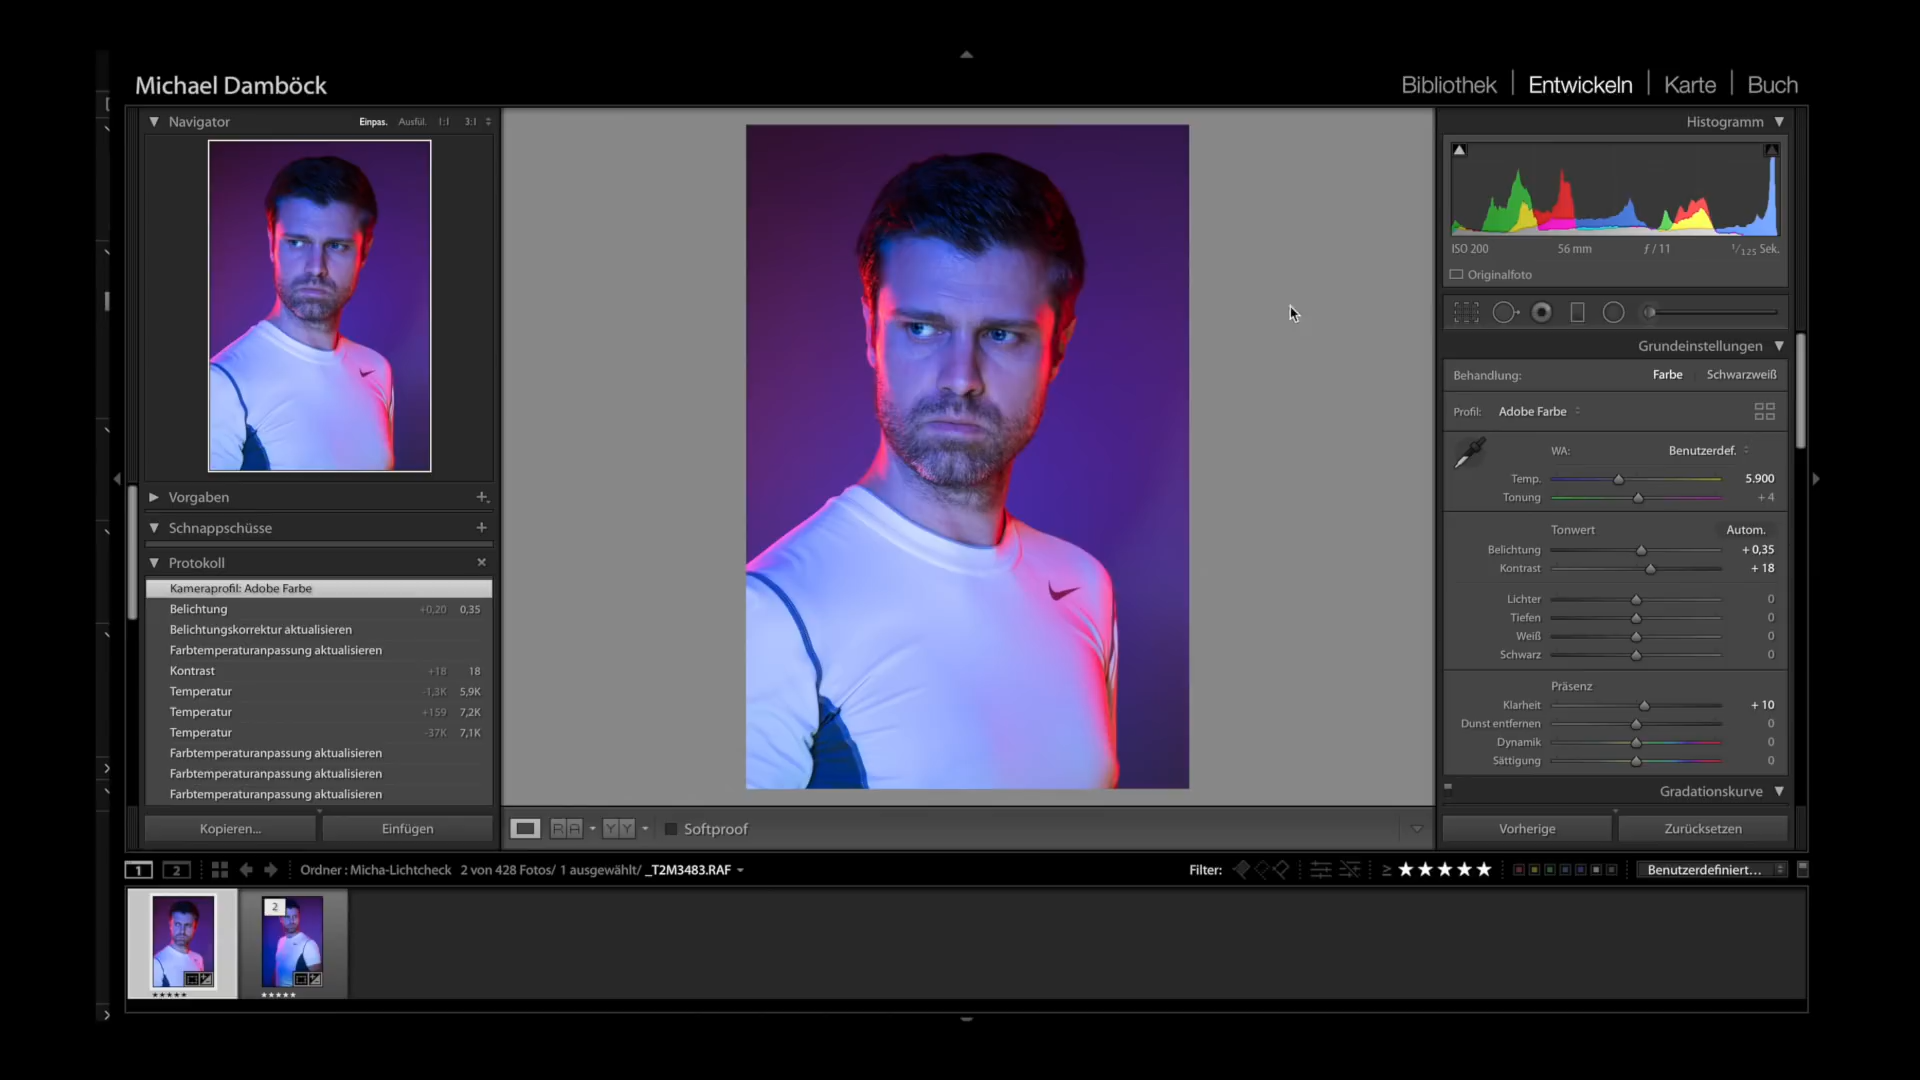 Michael Damböck
Bibliothek | Entwickeln | Karte | Buch
Navigator Einpas. Ausfül. 1:1 3:1
Vorgaben
Schnappschüsse
Protokoll
Kameraprofil: Adobe Farbe
Belichtung +0,20 0,35
Belichtungskorrektur aktualisieren
Farbtemperaturanpassung aktualisieren
Kontrast +18 18
Temperatur -1,3K 5,9K
Temperatur +159 7,2K
Temperatur -37K 7,1K
Farbtemperaturanpassung aktualisieren
Farbtemperaturanpassung aktualisieren
Farbtemperaturanpassung aktualisieren
Kopieren... Einfügen
R A Y Y Softproof
Histogramm
ISO 200 56 mm ƒ / 11 1/125 Sek.
Originalfoto
Grundeinstellungen
Behandlung: Farbe Schwarzweiß
Profil: Adobe Farbe
WA: Benutzerdef.
Temp. 5.900
Tonung + 4
Tonwert Autom.
Belichtung + 0,35
Kontrast + 18
Lichter 0
Tiefen 0
Weiß 0
Schwarz 0
Präsenz
Klarheit + 10
Dunst entfernen 0
Dynamik 0
Sättigung 0
Gradationskurve
Vorherige Zurücksetzen
1 2 Ordner : Micha-Lichtcheck 2 von 428 Fotos/ 1 ausgewählt/ _T2M3483.RAF Filter: ≥ ★★★★★ Benutzerdefiniert...
2
★★★★★ ★★★★★